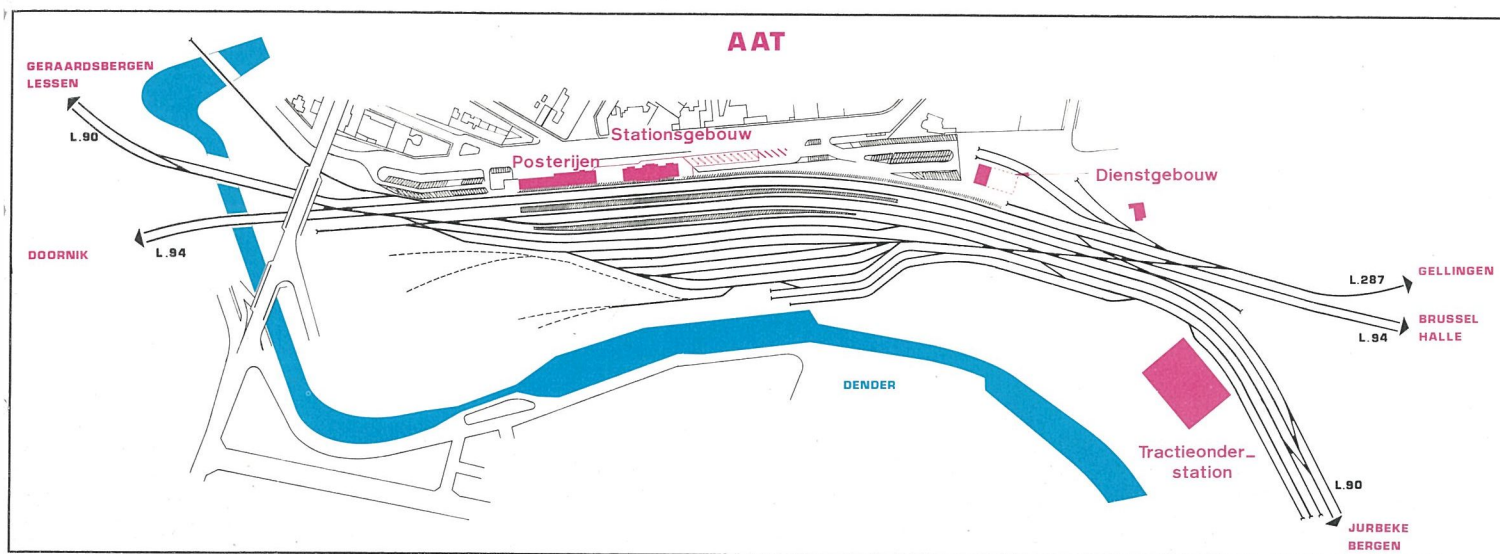 AAT
GERAARDSBERGEN
LESSEN
L.90
DOORNIK
L.94
Posterijen
Stationsgebouw
Dienstgebouw
L.287
GELLINGEN
BRUSSEL
HALLE
L.94
DENDER
Tractieonder_
station
L.90
JURBEKE
BERGEN